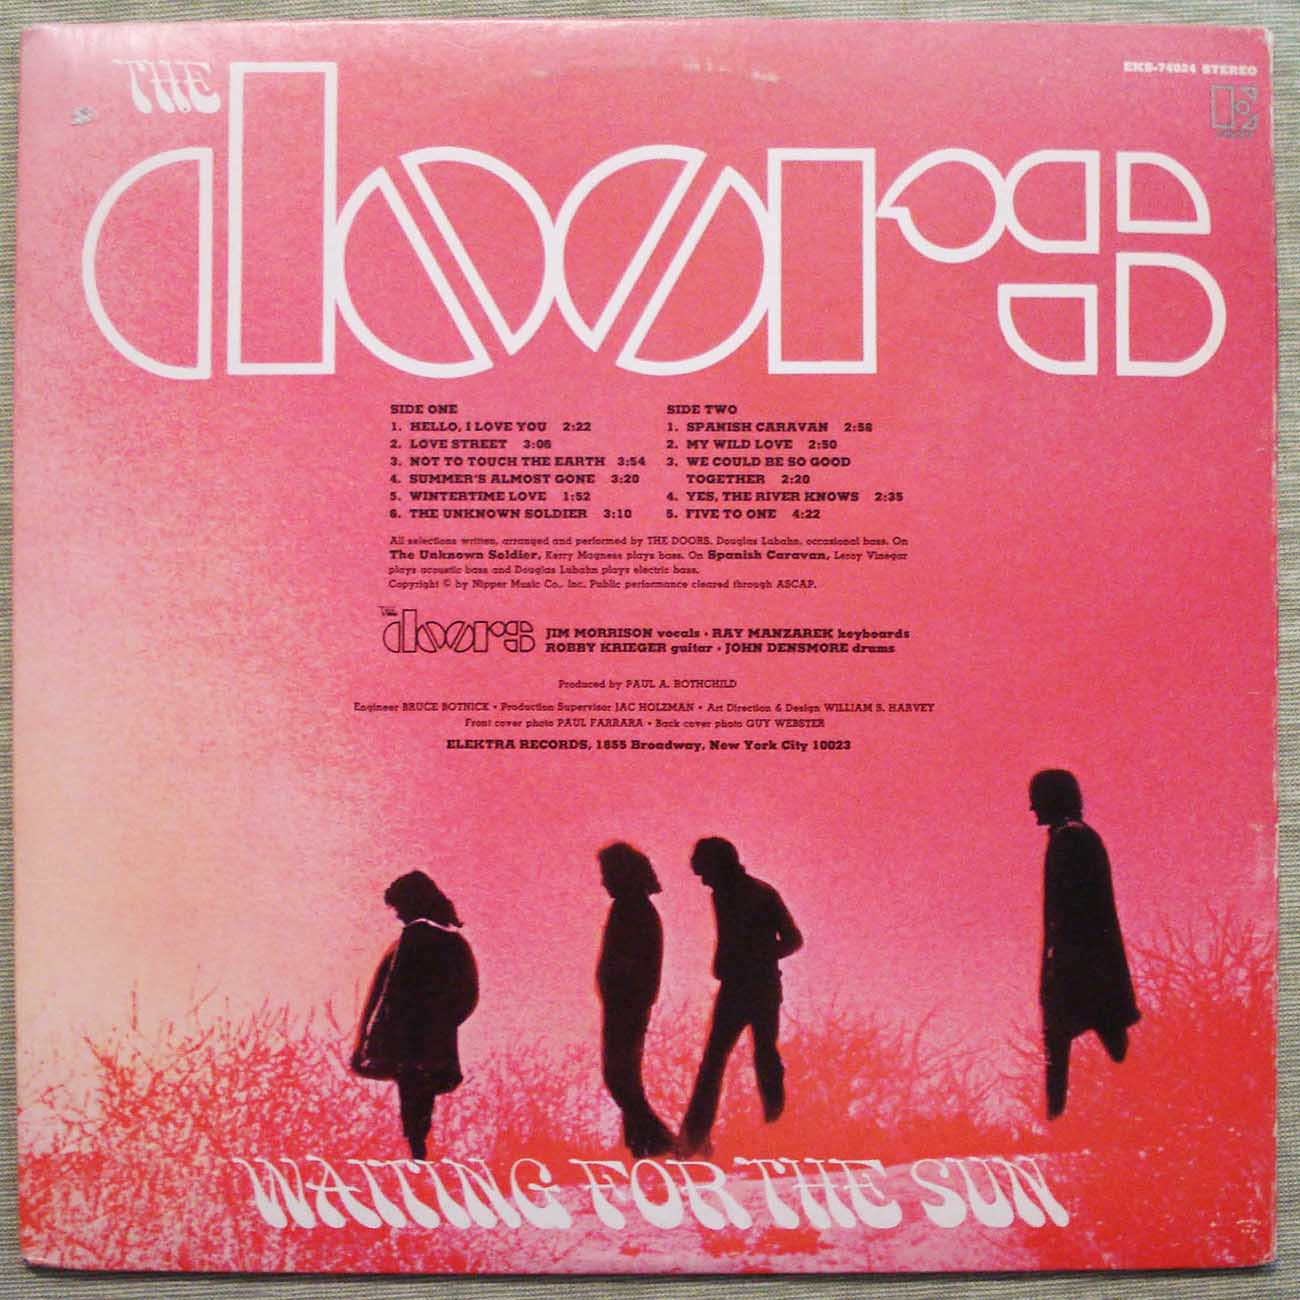 THE
EKS-74024 STEREO
doors
SIDE ONE
1. HELLO, I LOVE YOU 2:22
2. LOVE STREET 3:06
3. NOT TO TOUCH THE EARTH 3:54
4. SUMMER'S ALMOST GONE 3:20
5. WINTERTIME LOVE 1:52
6. THE UNKNOWN SOLDIER 3:10
SIDE TWO
1. SPANISH CARAVAN 2:58
2. MY WILD LOVE 2:50
3. WE COULD BE SO GOOD
TOGETHER 2:20
4. YES, THE RIVER KNOWS 2:35
5. FIVE TO ONE 4:22
All selections written, arranged and performed by THE DOORS. Douglas Lubahn, occasional bass. On
The Unknown Soldier, Kerry Magness plays bass. On Spanish Caravan, Leroy Vinegar
plays acoustic bass and Douglas Lubahn plays electric bass.
Copyright © by Nipper Music Co., Inc. Public performance cleared through ASCAP.
THE
doors
JIM MORRISON vocals • RAY MANZAREK keyboards
ROBBY KRIEGER guitar • JOHN DENSMORE drums
Produced by PAUL A. ROTHCHILD
Engineer BRUCE BOTNICK • Production Supervisor JAC HOLZMAN • Art Direction & Design WILLIAM S. HARVEY
Front cover photo PAUL FERRARA • Back cover photo GUY WEBSTER
ELEKTRA RECORDS, 1855 Broadway, New York City 10023
WAITING FOR THE SUN